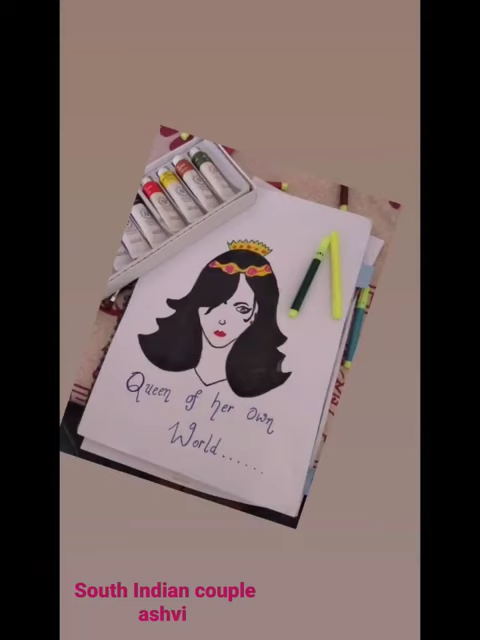 Queen of her own
World......
South Indian couple
ashvi